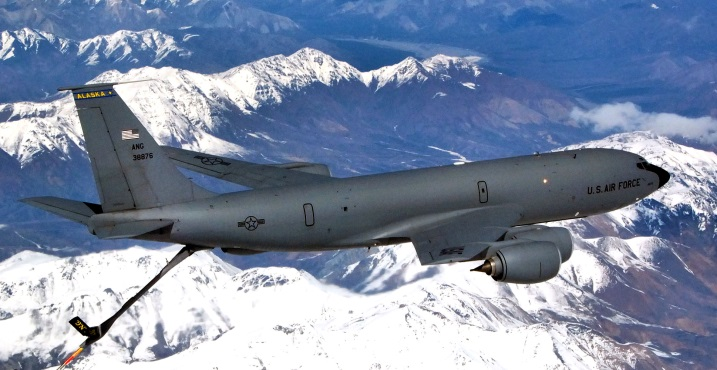 ALASKA
ANG
38876
U.S. AIR FORCE